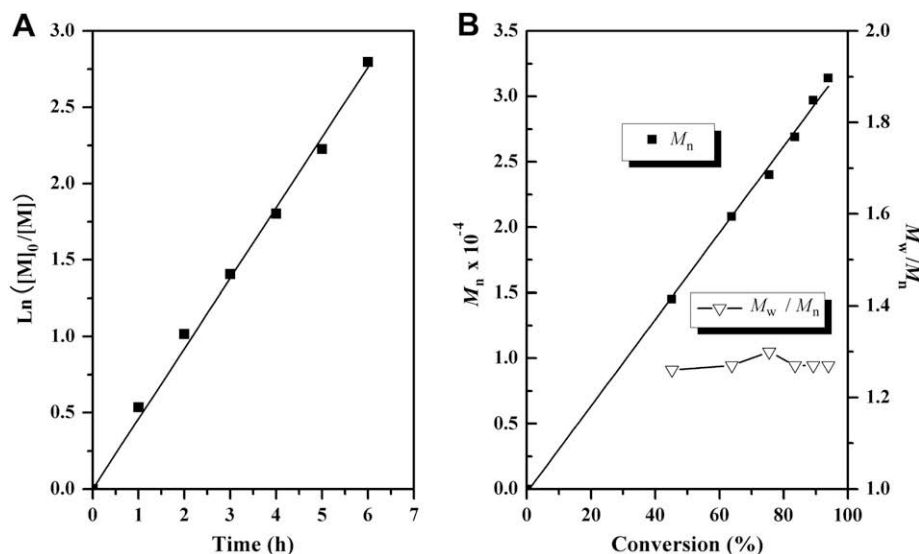 A
3.0
2.5
2.0
1.5
1.0
0.5
0.0
Ln ([M]0/[M])
0 1 2 3 4 5 6 7
Time (h)
B
3.5
3.0
2.5
2.0
1.5
1.0
0.5
0.0
Mn x 10-4
Mn
Mw / Mn
2.0
1.8
1.6
1.4
1.2
1.0
Mw/Mn
0 20 40 60 80 100
Conversion (%)